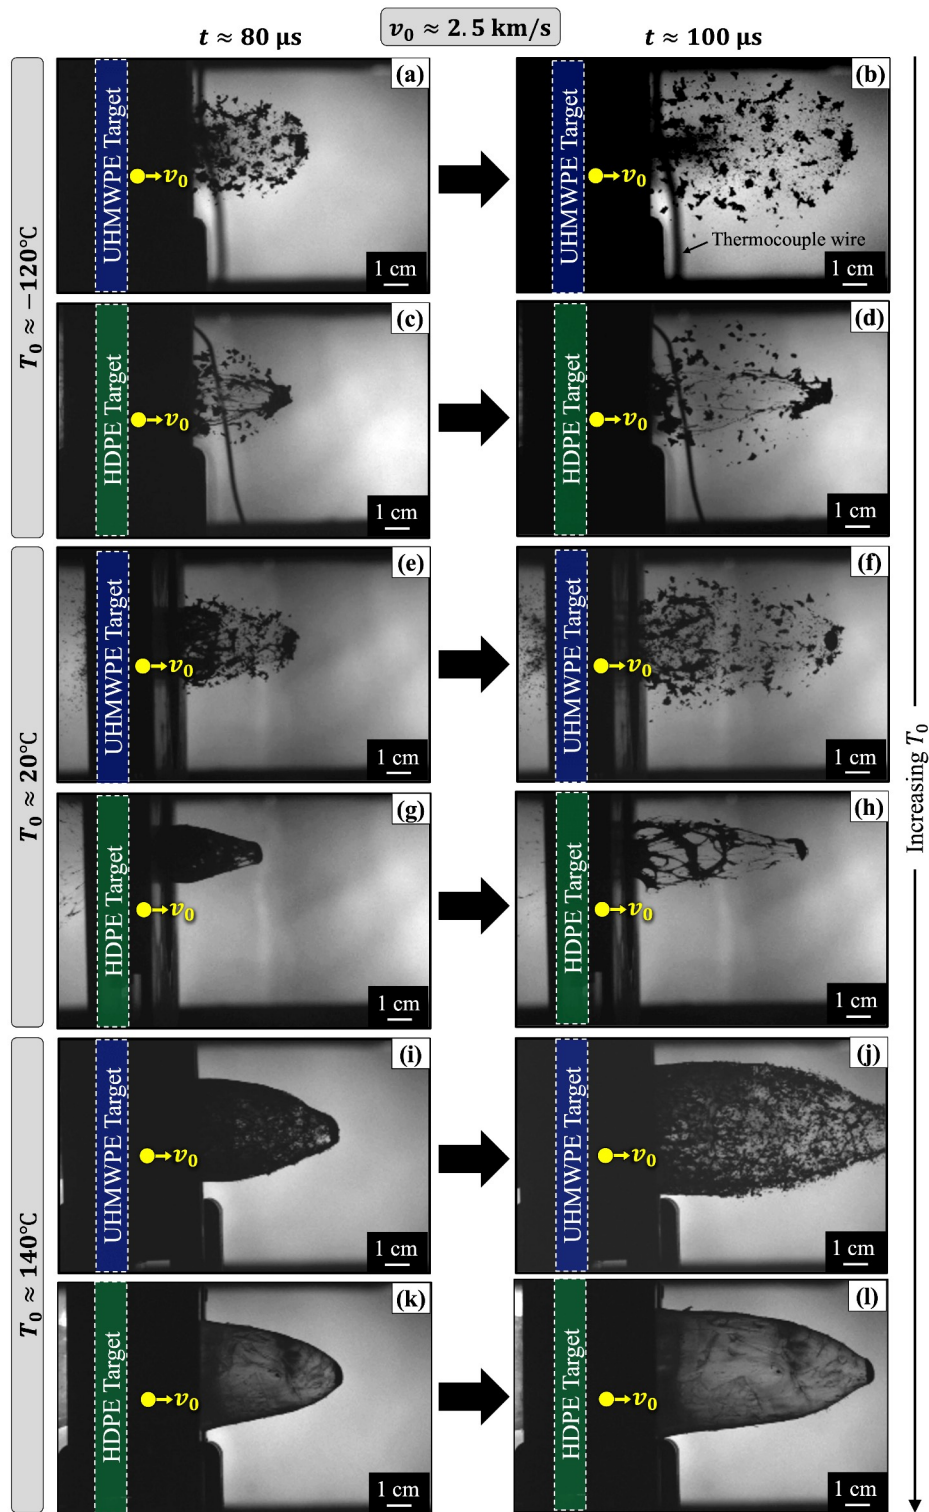 v₀ ≈ 2.5 km/s
t ≈ 80 μs
t ≈ 100 μs
T₀ ≈ −120°C
(a)
UHMWPE Target
v₀
1 cm
(b)
UHMWPE Target
v₀
Thermocouple wire
1 cm
(c)
HDPE Target
v₀
1 cm
(d)
HDPE Target
v₀
1 cm
T₀ ≈ 20°C
(e)
UHMWPE Target
v₀
1 cm
(f)
UHMWPE Target
v₀
1 cm
(g)
HDPE Target
v₀
1 cm
(h)
HDPE Target
v₀
1 cm
Increasing T₀
T₀ ≈ 140°C
(i)
UHMWPE Target
v₀
1 cm
(j)
UHMWPE Target
v₀
1 cm
(k)
HDPE Target
v₀
1 cm
(l)
HDPE Target
v₀
1 cm